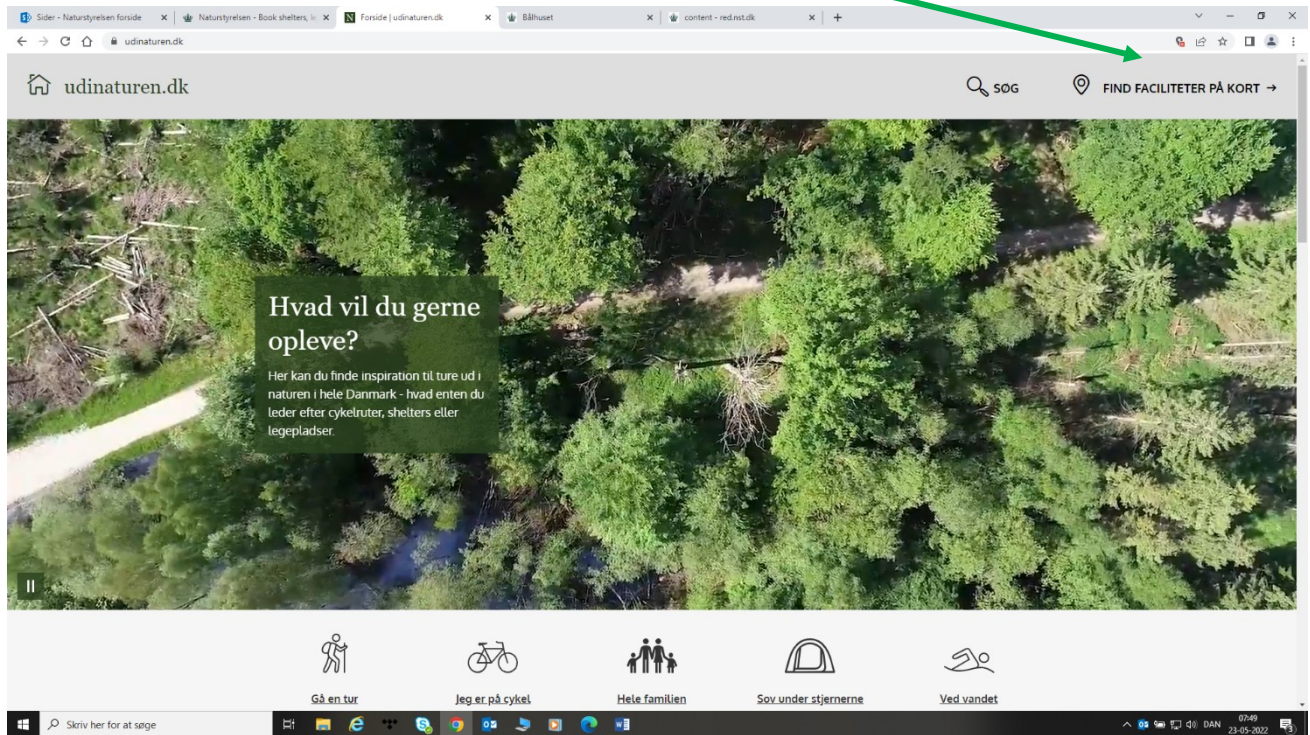 Sider - Naturstyrelsen forside
Naturstyrelsen - Book shelters, l
Forside | udinaturen.dk
Bålhuset
content - red.nst.dk
udinaturen.dk
udinaturen.dk
SØG
FIND FACILITETER PÅ KORT →
Hvad vil du gerne
opleve?
Her kan du finde inspiration til ture ud i
naturen i hele Danmark - hvad enten du
leder efter cykelruter, shelters eller
legepladser.
Gå en tur
Jeg er på cykel
Hele familien
Sov under stjernerne
Ved vandet
Skriv her for at søge
DAN
07:49
23-05-2022